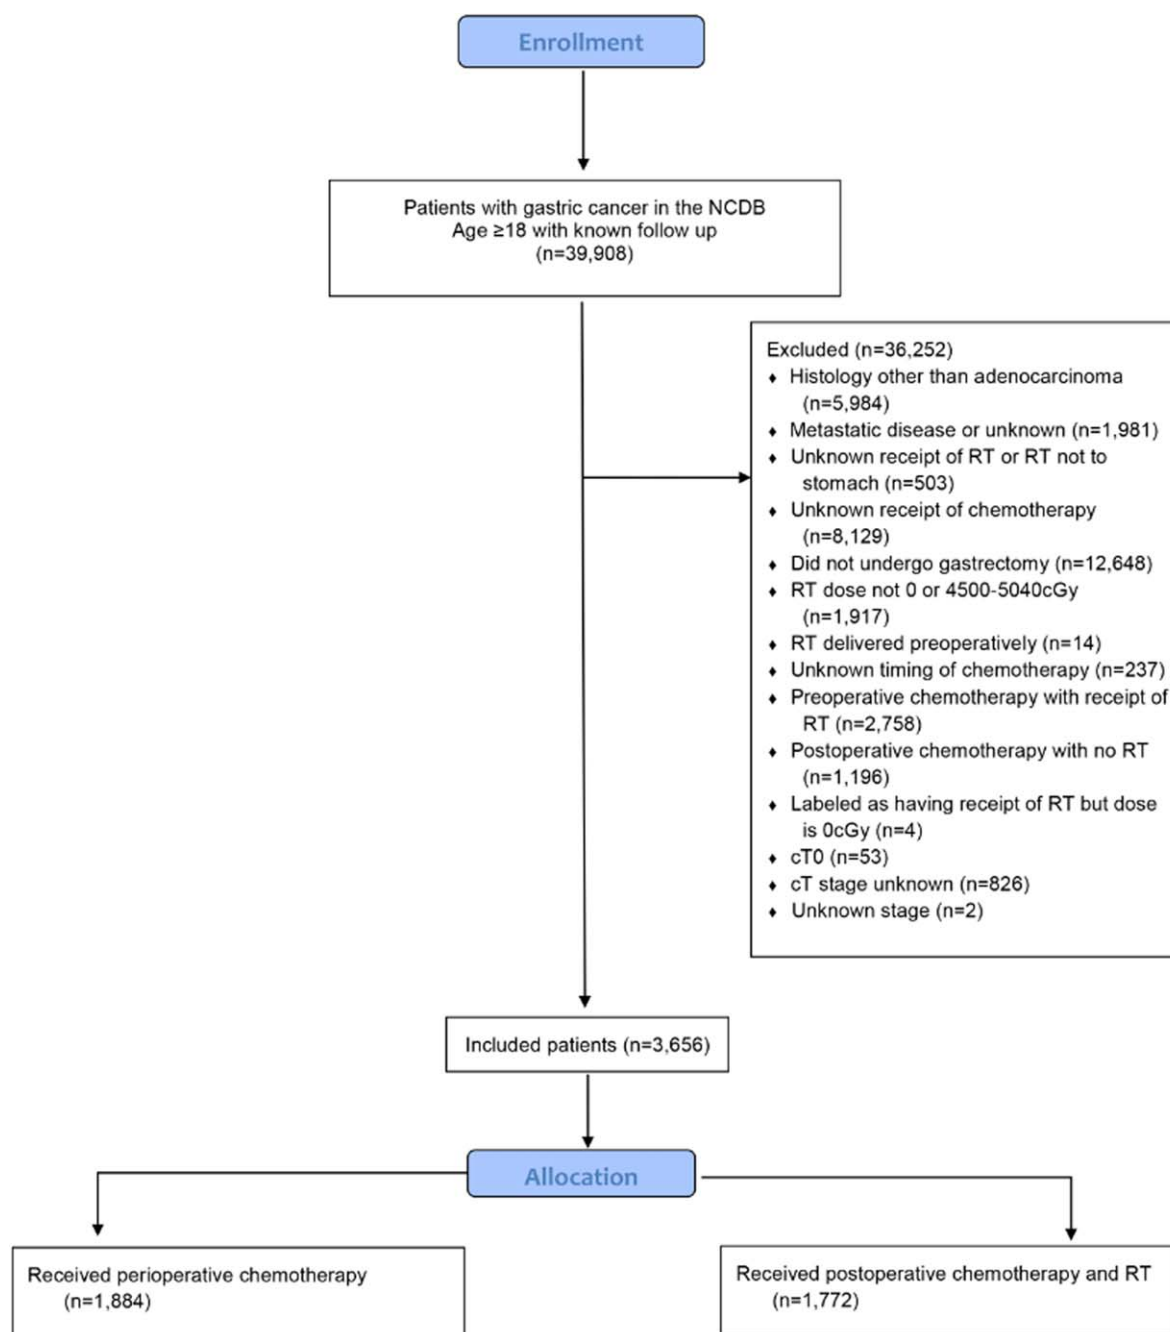 Enrollment
Patients with gastric cancer in the NCDB
Age ≥18 with known follow up
(n=39,908)
Excluded (n=36,252)
♦ Histology other than adenocarcinoma
(n=5,984)
♦ Metastatic disease or unknown (n=1,981)
♦ Unknown receipt of RT or RT not to
stomach (n=503)
♦ Unknown receipt of chemotherapy
(n=8,129)
♦ Did not undergo gastrectomy (n=12,648)
♦ RT dose not 0 or 4500-5040cGy
(n=1,917)
♦ RT delivered preoperatively (n=14)
♦ Unknown timing of chemotherapy (n=237)
♦ Preoperative chemotherapy with receipt of
RT (n=2,758)
♦ Postoperative chemotherapy with no RT
(n=1,196)
♦ Labeled as having receipt of RT but dose
is 0cGy (n=4)
♦ cT0 (n=53)
♦ cT stage unknown (n=826)
♦ Unknown stage (n=2)
Included patients (n=3,656)
Allocation
Received perioperative chemotherapy
(n=1,884)
Received postoperative chemotherapy and RT
(n=1,772)